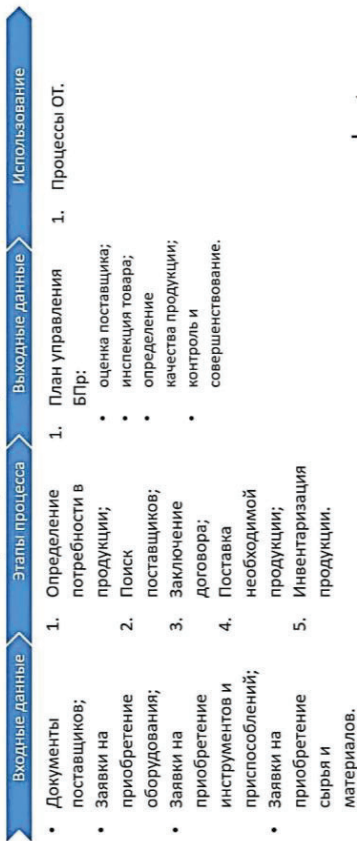 Входные данные
Этапы процесса
Выходные данные
Использование
• Документы
поставщиков;
• Заявки на
приобретение
оборудования;
• Заявки на
приобретение
инструментов и
приспособлений;
• Заявки на
приобретение
сырья и
материалов.
1. Определение
потребности в
продукции;
2. Поиск
поставщиков;
3. Заключение
договора;
4. Поставка
необходимой
продукции;
5. Инвентаризация
продукции.
1. План управления
БПр:
• оценка поставщика;
• инспекция товара;
• определение
качества продукции;
• контроль и
совершенствование.
1. Процессы ОТ.